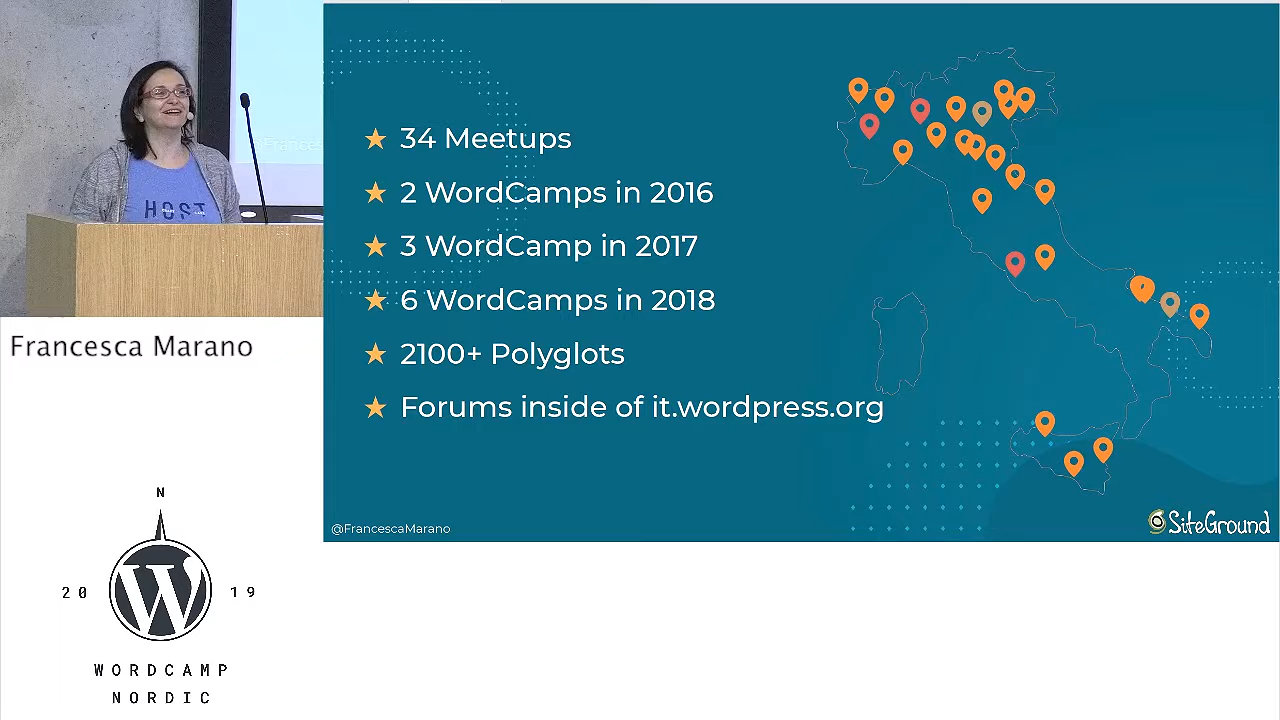 34 Meetups
2 WordCamps in 2016
3 WordCamp in 2017
6 WordCamps in 2018
2100+ Polyglots
Forums inside of it.wordpress.org
@FrancescaMarano
SiteGround
HOST
Francesca Marano
N
20 19
WORDCAMP
NORDIC